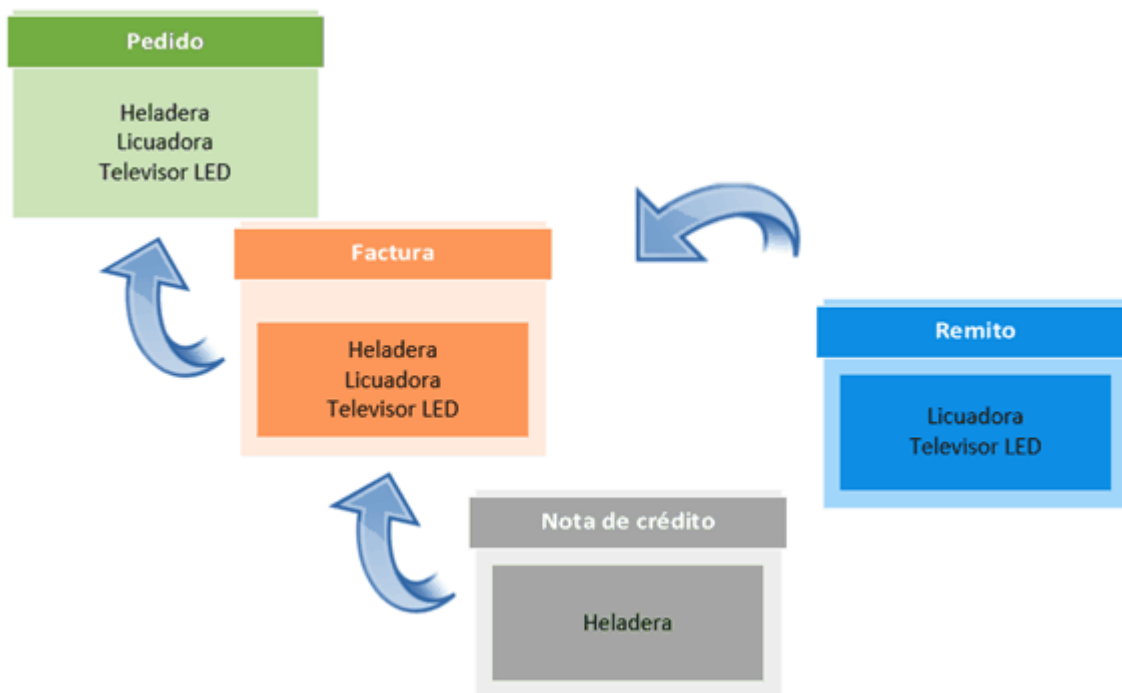 Pedido
Heladera
Licuadora
Televisor LED
Factura
Heladera
Licuadora
Televisor LED
Remito
Licuadora
Televisor LED
Nota de crédito
Heladera